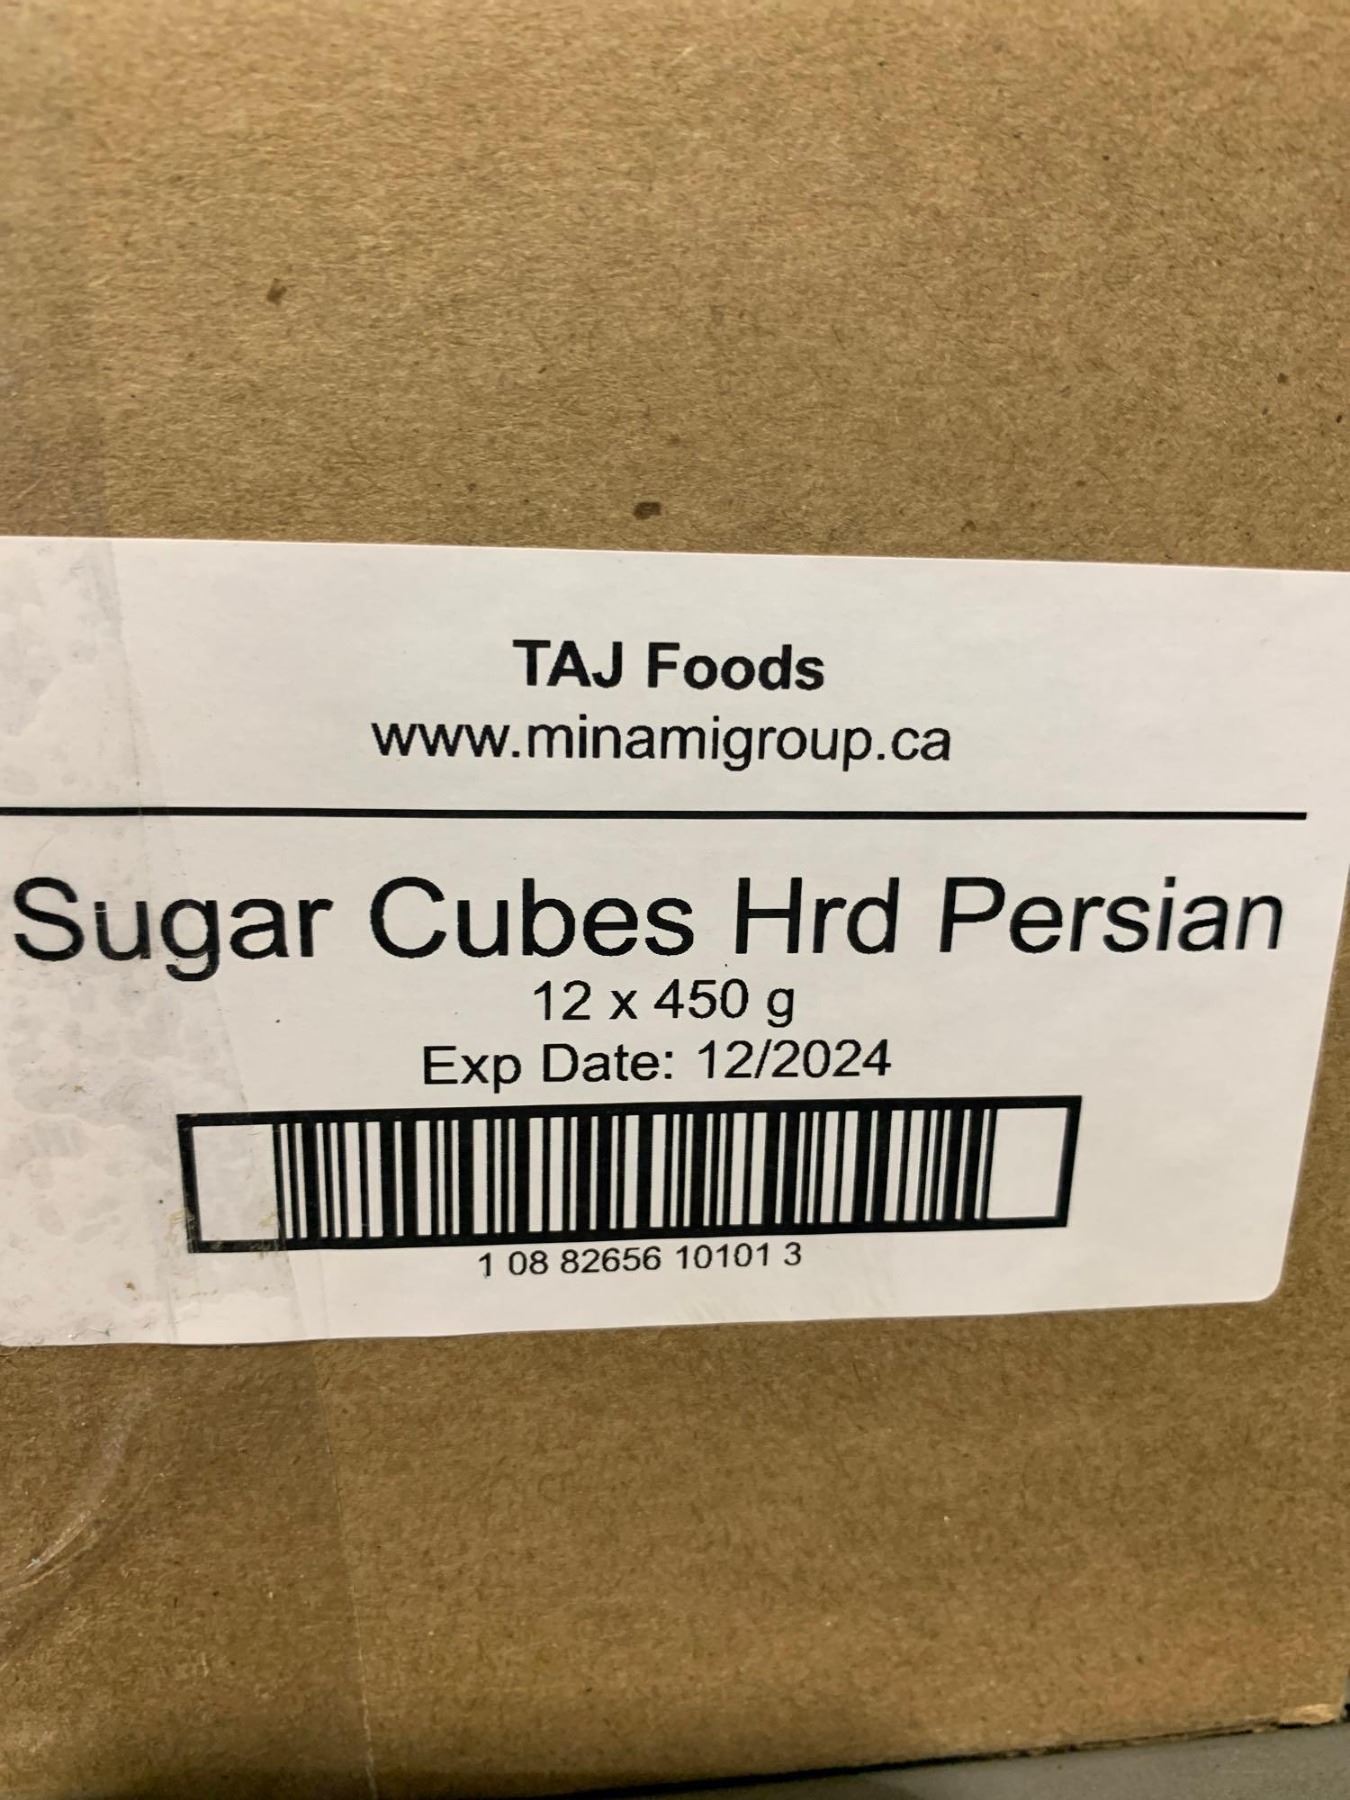 TAJ Foods
www.minamigroup.ca
Sugar Cubes Hrd Persian
12 x 450 g
Exp Date: 12/2024
1 08 82656 10101 3